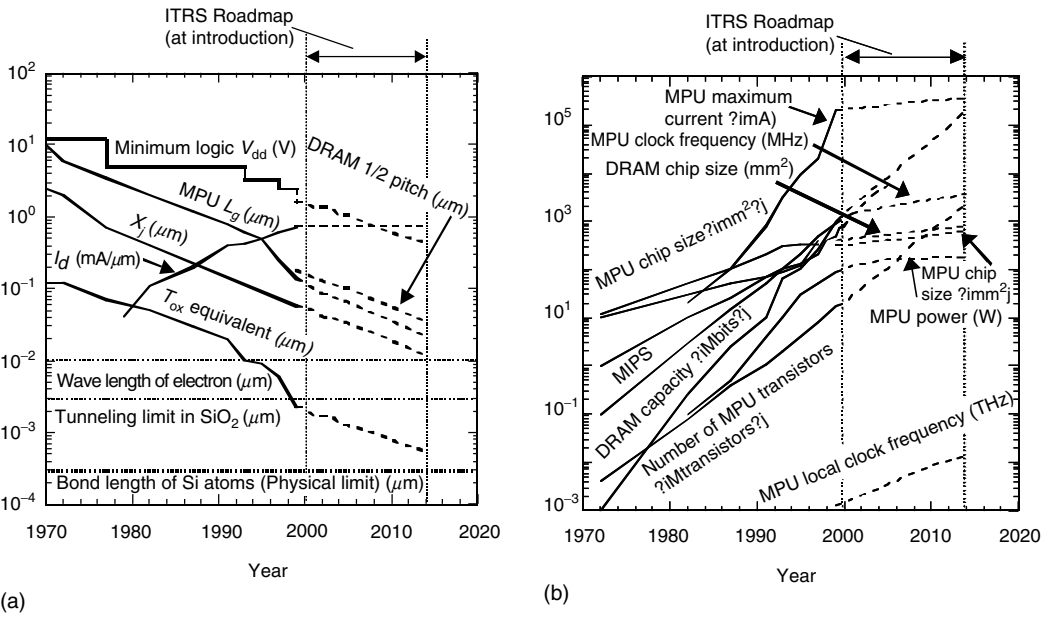 ITRS Roadmap
(at introduction)
10^2
10^1
10^0
10^-1
10^-2
10^-3
10^-4
Minimum logic V_dd (V)
DRAM 1/2 pitch (μm)
MPU L_g (μm)
X_j (μm)
I_d (mA/μm)
T_ox equivalent (μm)
Wave length of electron (μm)
Tunneling limit in SiO_2 (μm)
Bond length of Si atoms (Physical limit) (μm)
1970 1980 1990 2000 2010 2020
Year
(a)
ITRS Roadmap
(at introduction)
10^5
10^3
10^1
10^-1
10^-3
MPU maximum
current ?imA)
MPU clock frequency (MHz)
DRAM chip size (mm^2)
MPU chip size?imm^2?j
MIPS
DRAM capacity ?iMbits?j
Number of MPU transistors
?iMtransistors?j
MPU chip
size ?imm^2j
MPU power (W)
MPU local clock frequency (THz)
1970 1980 1990 2000 2010 2020
Year
(b)